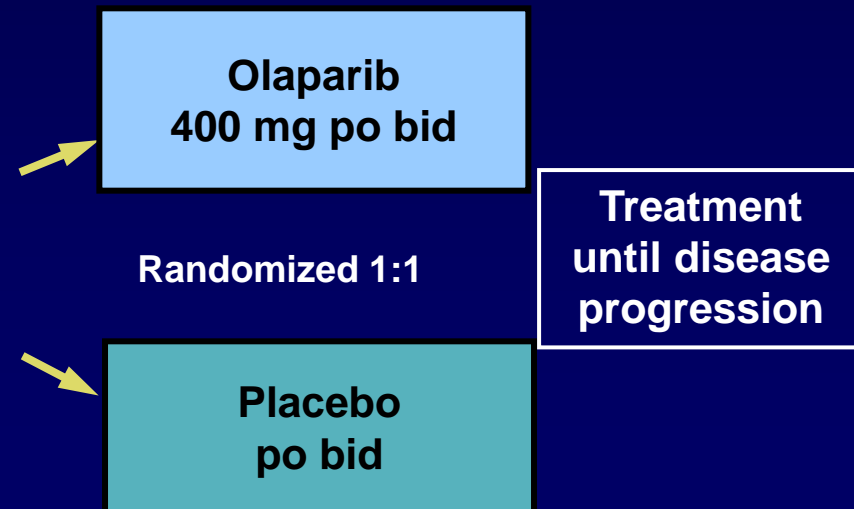 Olaparib
400 mg po bid
Randomized 1:1
Treatment
until disease
progression
Placebo
po bid